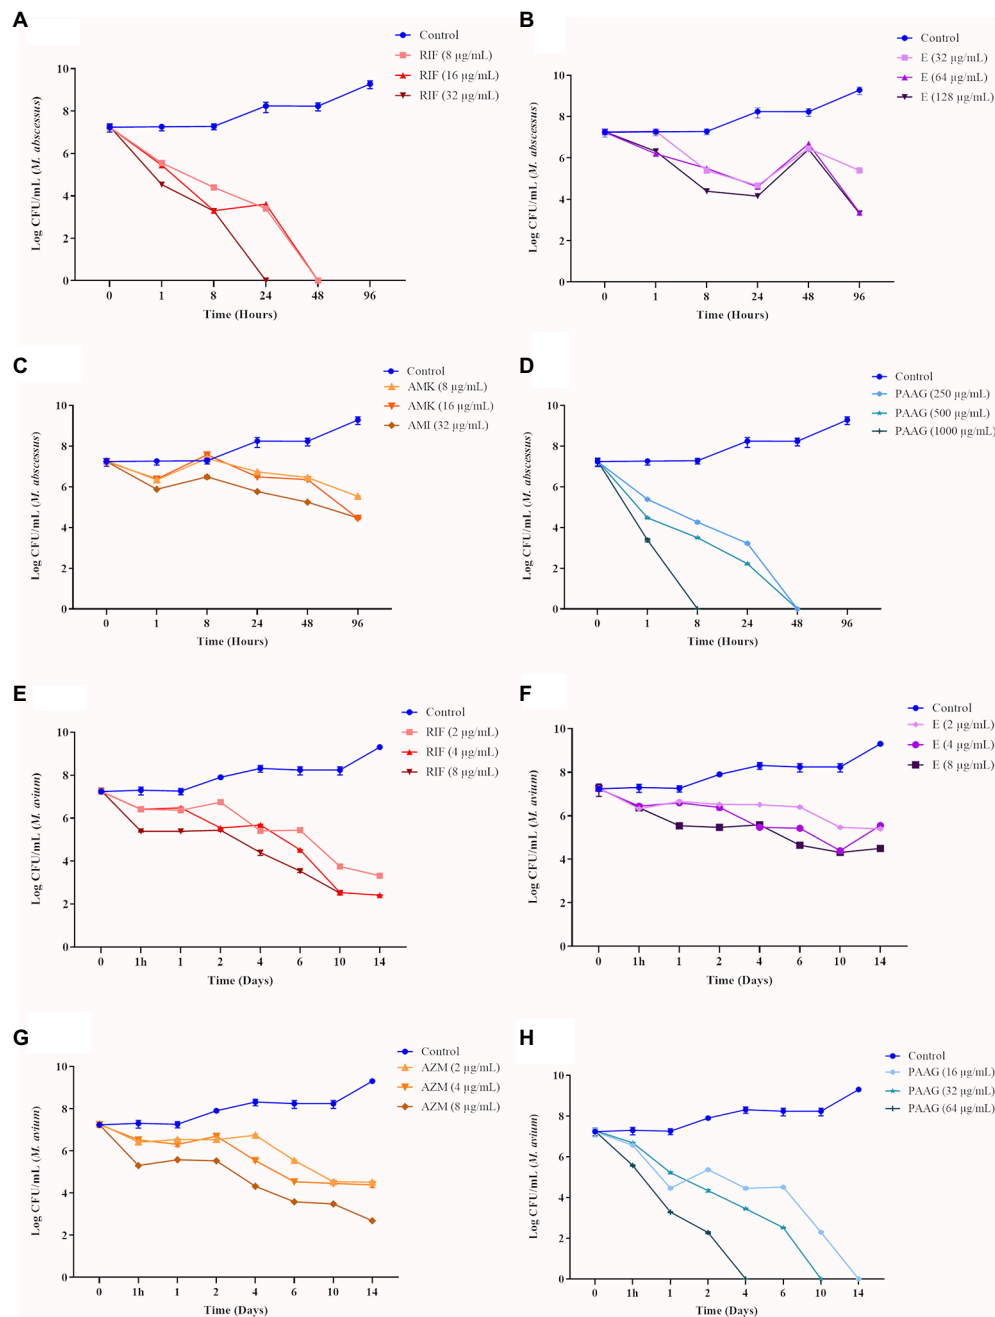 A
Control
RIF (8 µg/mL)
RIF (16 µg/mL)
RIF (32 µg/mL)
Log CFU/mL (M. abscessus)
10
8
6
4
2
0
0 1 8 24 48 96
Time (Hours)
B
Control
E (32 µg/mL)
E (64 µg/mL)
E (128 µg/mL)
Log CFU/mL (M. abscessus)
10
8
6
4
2
0
0 1 8 24 48 96
Time (Hours)
C
Control
AMK (8 µg/mL)
AMK (16 µg/mL)
AMI (32 µg/mL)
Log CFU/mL (M. abscessus)
10
8
6
4
2
0
0 1 8 24 48 96
Time (Hours)
D
Control
PAAG (250 µg/mL)
PAAG (500 µg/mL)
PAAG (1000 µg/mL)
Log CFU/mL (M. abscessus)
10
8
6
4
2
0
0 1 8 24 48 96
Time (Hours)
E
Control
RIF (2 µg/mL)
RIF (4 µg/mL)
RIF (8 µg/mL)
Log CFU/mL (M. avium)
10
8
6
4
2
0
0 1h 1 2 4 6 10 14
Time (Days)
F
Control
E (2 µg/mL)
E (4 µg/mL)
E (8 µg/mL)
Log CFU/mL (M. avium)
10
8
6
4
2
0
0 1h 1 2 4 6 10 14
Time (Days)
G
Control
AZM (2 µg/mL)
AZM (4 µg/mL)
AZM (8 µg/mL)
Log CFU/mL (M. avium)
10
8
6
4
2
0
0 1h 1 2 4 6 10 14
Time (Days)
H
Control
PAAG (16 µg/mL)
PAAG (32 µg/mL)
PAAG (64 µg/mL)
Log CFU/mL (M. avium)
10
8
6
4
2
0
0 1h 1 2 4 6 10 14
Time (Days)